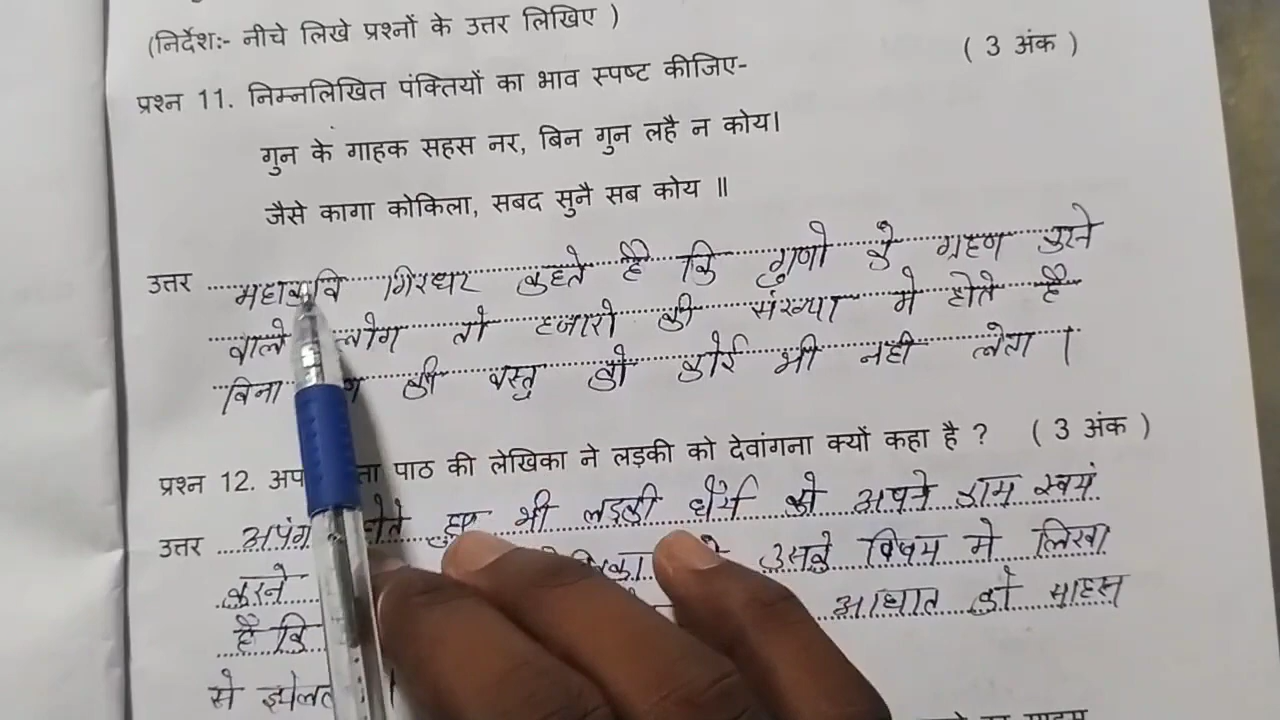 (निर्देशः- नीचे लिखे प्रश्नों के उत्तर लिखिए )
प्रश्न 11. निम्नलिखित पंक्तियों का भाव स्पष्ट कीजिए- ( 3 अंक )
गुन के गाहक सहस नर, बिन गुन लहै न कोय।
जैसे कागा कोकिला, सबद सुनै सब कोय ॥
उत्तर महाकवि गिरधर कहते है कि गुणो के ग्रहण करने
वाले लोग तो हजारो की संख्या मे होते है
बिना की वस्तु को कोई भी नही लेता |
प्रश्न 12. पाठ की लेखिका ने लड़की को देवांगना क्यों कहा है ? ( 3 अंक )
उत्तर अपंग होते हुए भी लड़की धैर्य को अपने काम स्वयं
करने उसके विषय मे लिखा
है कि आघात को साहस
से